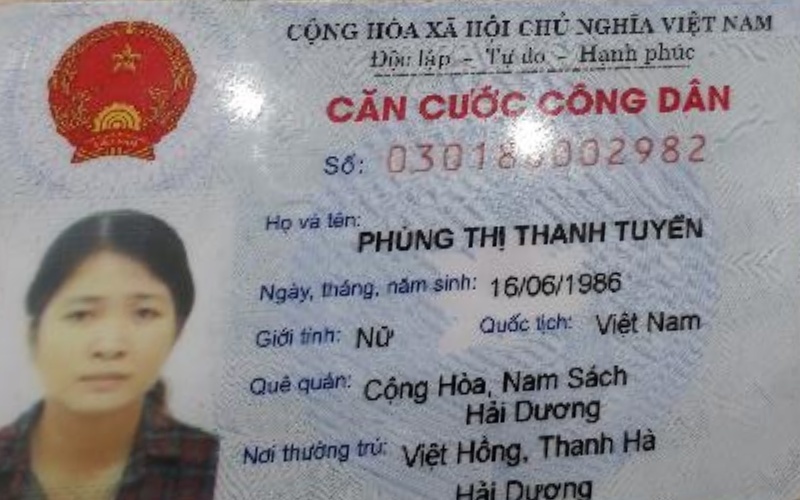 CỘNG HÒA XÃ HỘI CHỦ NGHĨA VIỆT NAM
Độc lập - Tự do - Hạnh phúc
CĂN CƯỚC CÔNG DÂN
Số:
Họ và tên: PHÙNG THỊ THANH TUYỀN
Ngày, tháng, năm sinh: 16/06/1986
Giới tính: Nữ Quốc tịch: Việt Nam
Quê quán: Cộng Hòa, Nam Sách
Hải Dương
Nơi thường trú: Việt Hồng, Thanh Hà
Hải Dương